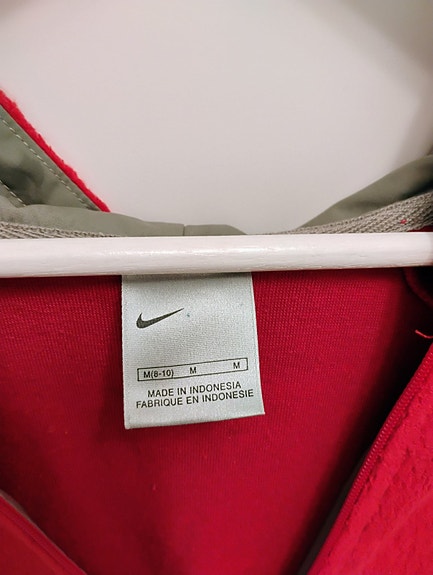 M(8-10) M M
MADE IN INDONESIA
FABRIQUE EN INDONESIE